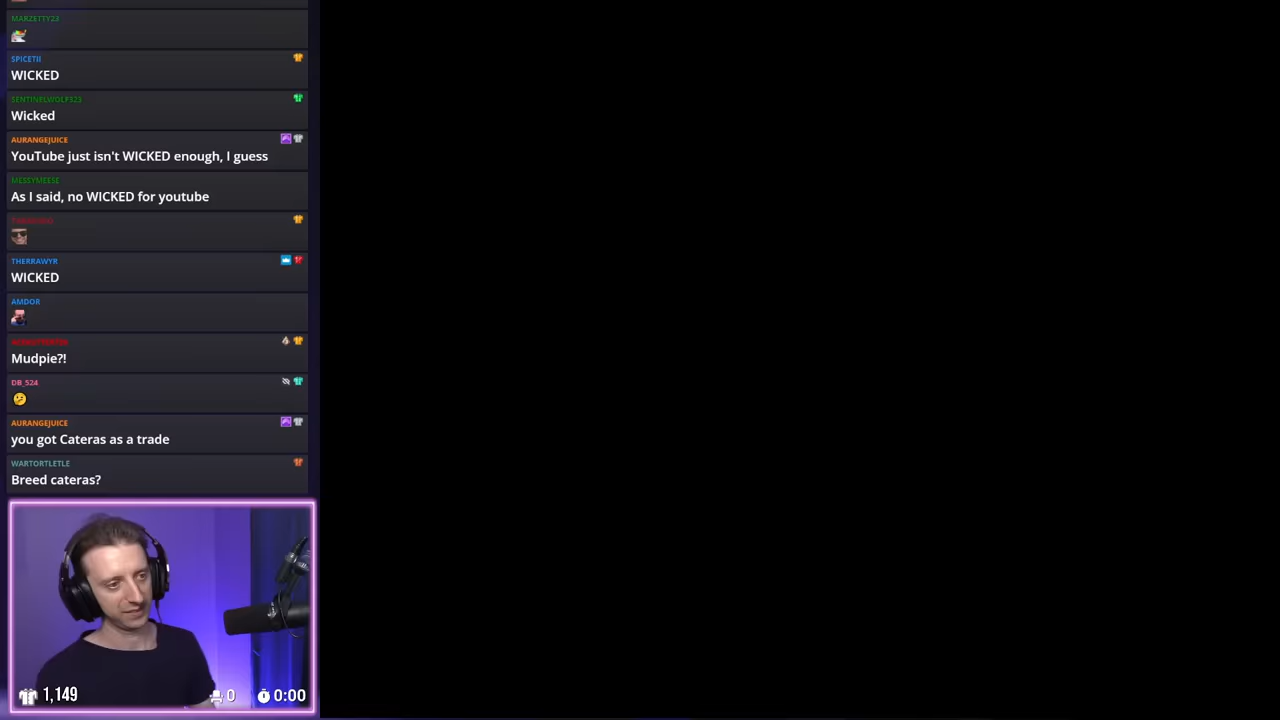 MARZETTY23
SPICETII
WICKED
SENTINELWOLF323
Wicked
AURANGEJUICE
YouTube just isn't WICKED enough, I guess
MESSYMEESE
As I said, no WICKED for youtube
THERRAWYR
WICKED
AMDOR
Mudpie?!
DB_524
AURANGEJUICE
you got Cateras as a trade
WARTORTLETLE
Breed cateras?
1,149
0
0:00